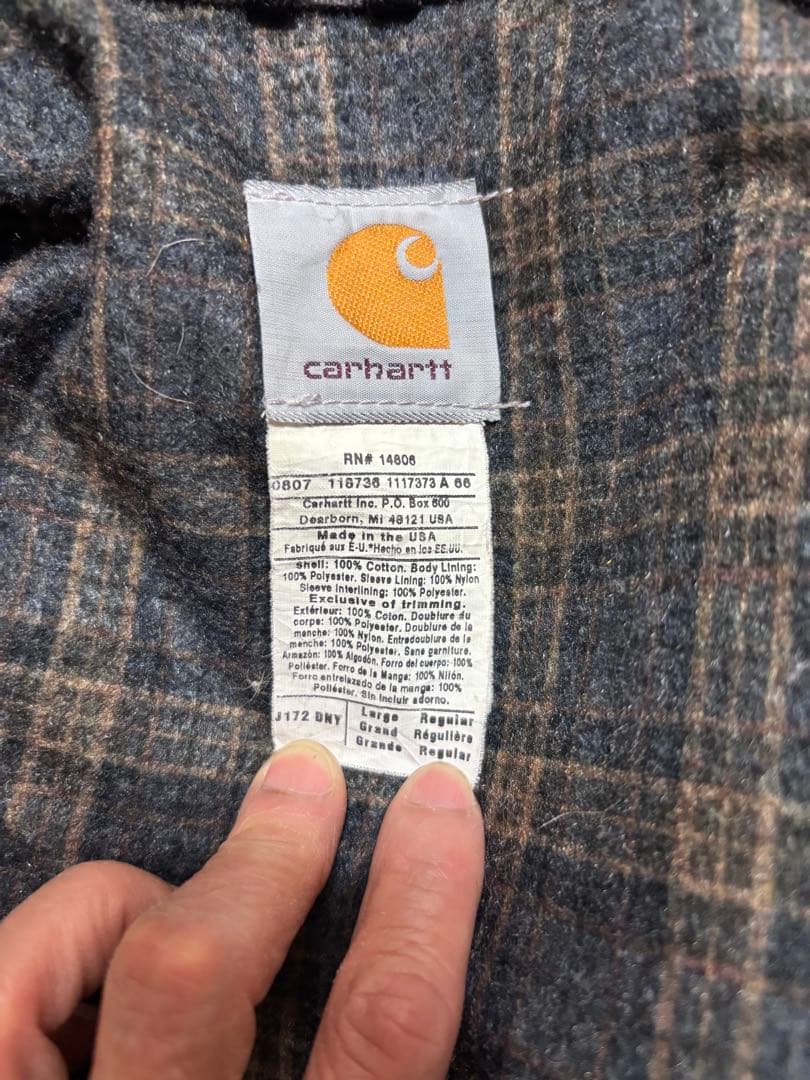 carhartt
RN# 14806
0807 118736 1117373 A 66
Carhartt Inc. P.O. Box 600
Dearborn, MI 48121 USA
Made in the USA
Fabriqué aux É-U.*Hecho en los EE.UU.
shell: 100% Cotton. Body Lining:
100% Polyester. Sleeve Lining: 100% Nylon
Sleeve Interlining: 100% Polyester.
Exclusive of trimming.
Extérieur: 100% Coton. Doublure du
corps: 100% Polyester. Doublure de la
manche: 100% Nylon. Entredoublure de la
manche: 100% Polyester. Sans garniture.
Armazón: 100% Algodón. Forro del cuerpo: 100%
Poliéster. Forro de la Manga: 100% Nilón.
Forro entrelazado de la manga: 100%
Poliéster. Sin incluir adorno.
J172 DNY Large Regular
Grand Régulière
Grande Regular